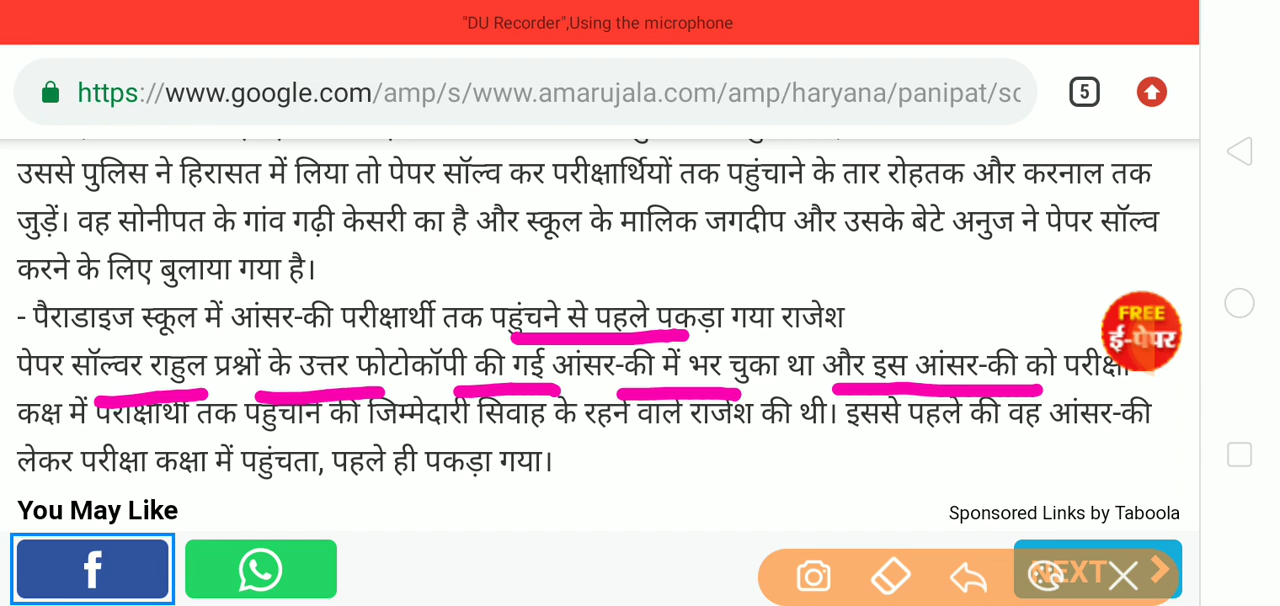 "DU Recorder",Using the microphone
https://www.google.com/amp/s/www.amarujala.com/amp/haryana/panipat/sc
5
उससे पुलिस ने हिरासत में लिया तो पेपर सॉल्व कर परीक्षार्थियों तक पहुंचाने के तार रोहतक और करनाल तक
जुड़ें। वह सोनीपत के गांव गढ़ी केसरी का है और स्कूल के मालिक जगदीप और उसके बेटे अनुज ने पेपर सॉल्व
करने के लिए बुलाया गया है।
- पैराडाइज स्कूल में आंसर-की परीक्षार्थी तक पहुंचने से पहले पकड़ा गया राजेश
FREE
ई-पेपर
पेपर सॉल्वर राहुल प्रश्नों के उत्तर फोटोकॉपी की गई आंसर-की में भर चुका था और इस आंसर-की को परीक्षा
कक्ष में परीक्षार्थी तक पहुंचाने की जिम्मेदारी सिवाह के रहने वाले राजेश की थी। इससे पहले की वह आंसर-की
लेकर परीक्षा कक्षा में पहुंचता, पहले ही पकड़ा गया।
You May Like
Sponsored Links by Taboola
f
NEXT